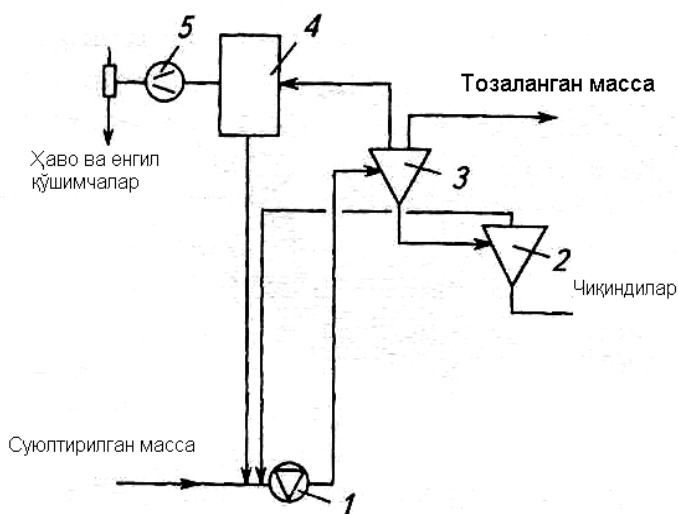 5
4
Тозаланган масса
Ҳаво ва енгил
қўшимчалар
3
2
Чиқиндилар
Суюлтирилган масса
1